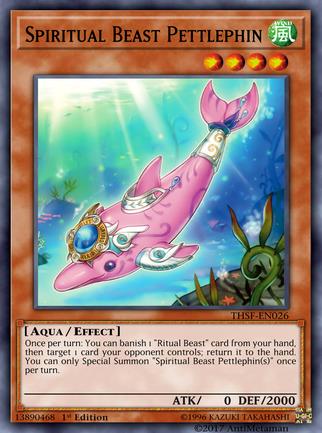 SPIRITUAL BEAST PETTLEPHIN
WIND
風
THSF-EN026
[AQUA / EFFECT]
Once per turn: You can banish 1 "Ritual Beast" card from your hand,
then target 1 card your opponent controls; return it to the hand.
You can only Special Summon "Spiritual Beast Pettlephin(s)" once
per turn.
ATK/ 0 DEF/2000
13890468 1st Edition ©1996 KAZUKI TAKAHASHI
©2017 AntiMetaman